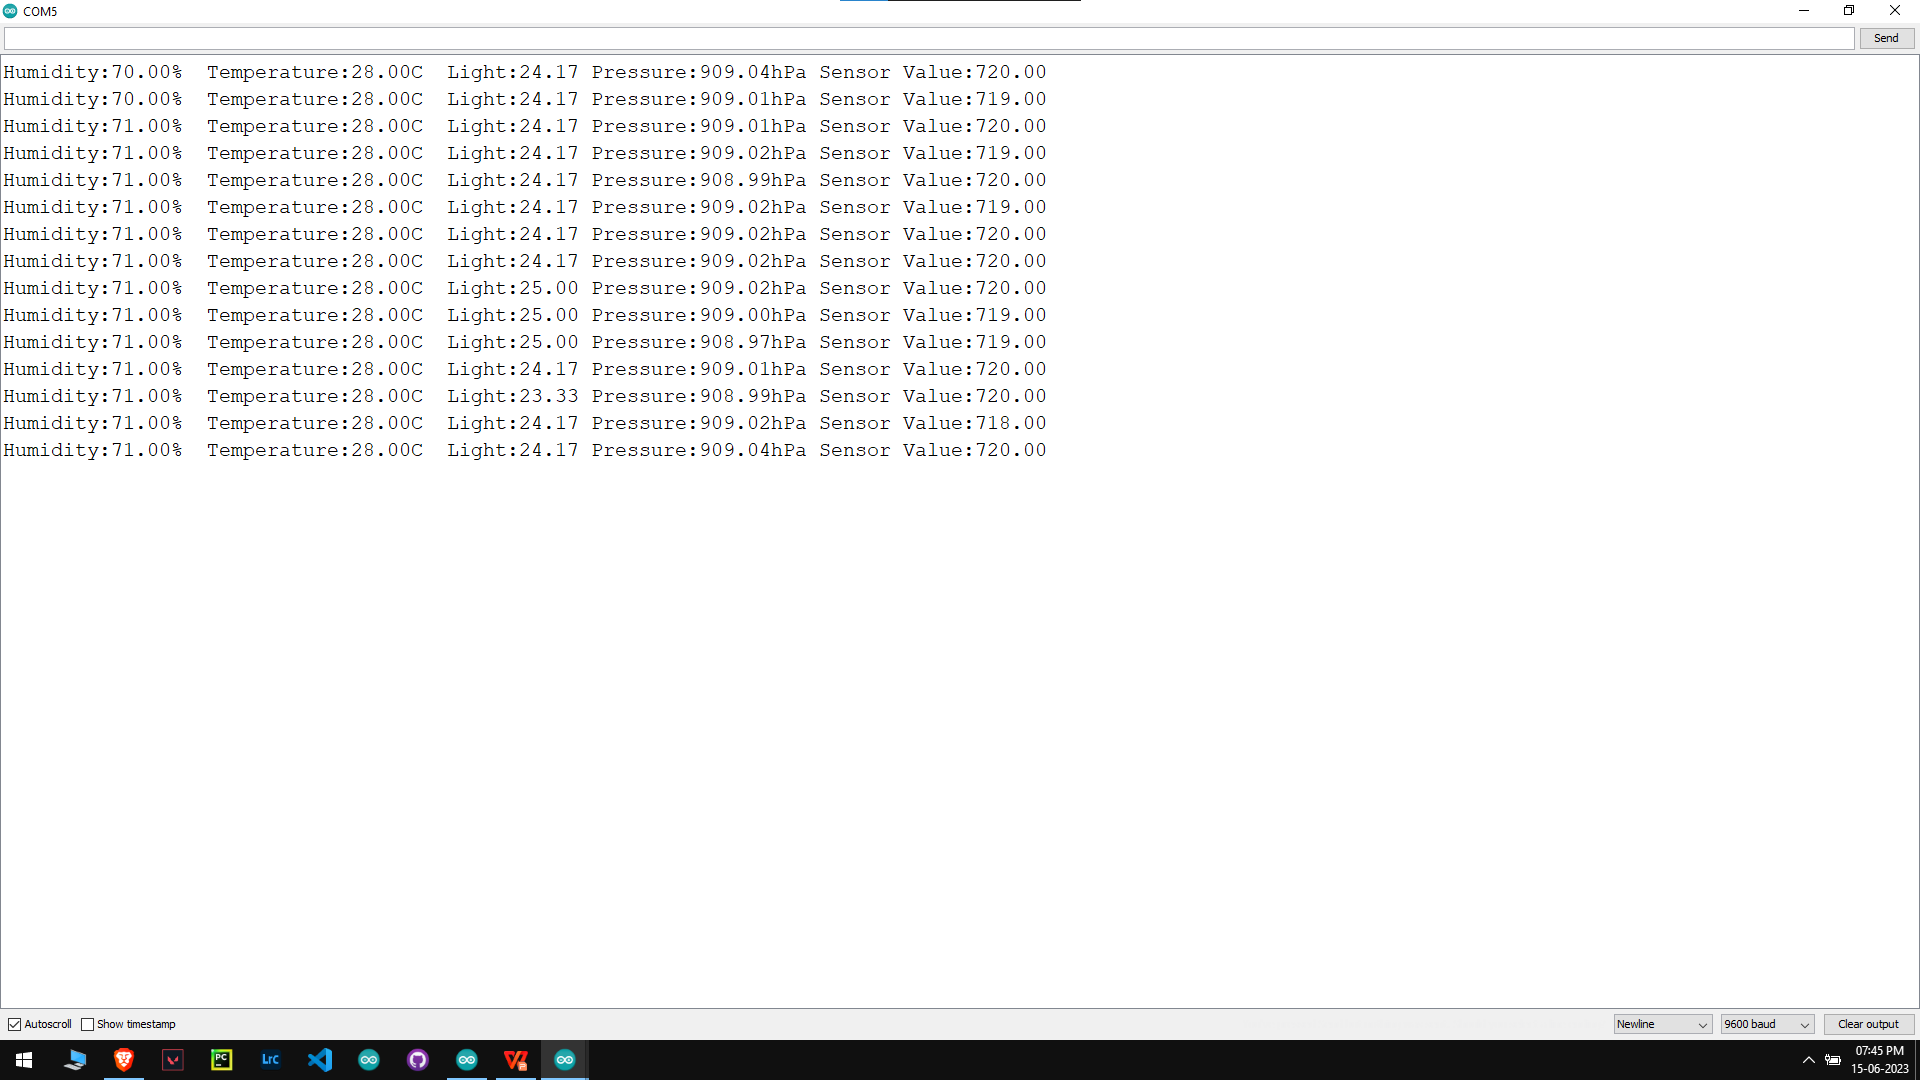 COM5
Send
Humidity:70.00%  Temperature:28.00C  Light:24.17 Pressure:909.04hPa Sensor Value:720.00
Humidity:70.00%  Temperature:28.00C  Light:24.17 Pressure:909.01hPa Sensor Value:719.00
Humidity:71.00%  Temperature:28.00C  Light:24.17 Pressure:909.01hPa Sensor Value:720.00
Humidity:71.00%  Temperature:28.00C  Light:24.17 Pressure:909.02hPa Sensor Value:719.00
Humidity:71.00%  Temperature:28.00C  Light:24.17 Pressure:908.99hPa Sensor Value:720.00
Humidity:71.00%  Temperature:28.00C  Light:24.17 Pressure:909.02hPa Sensor Value:719.00
Humidity:71.00%  Temperature:28.00C  Light:24.17 Pressure:909.02hPa Sensor Value:720.00
Humidity:71.00%  Temperature:28.00C  Light:24.17 Pressure:909.02hPa Sensor Value:720.00
Humidity:71.00%  Temperature:28.00C  Light:25.00 Pressure:909.02hPa Sensor Value:720.00
Humidity:71.00%  Temperature:28.00C  Light:25.00 Pressure:909.00hPa Sensor Value:719.00
Humidity:71.00%  Temperature:28.00C  Light:25.00 Pressure:908.97hPa Sensor Value:719.00
Humidity:71.00%  Temperature:28.00C  Light:24.17 Pressure:909.01hPa Sensor Value:720.00
Humidity:71.00%  Temperature:28.00C  Light:23.33 Pressure:908.99hPa Sensor Value:720.00
Humidity:71.00%  Temperature:28.00C  Light:24.17 Pressure:909.02hPa Sensor Value:718.00
Humidity:71.00%  Temperature:28.00C  Light:24.17 Pressure:909.04hPa Sensor Value:720.00
Autoscroll Show timestamp Newline 9600 baud Clear output
PC Lrc
07:45 PM
15-06-2023